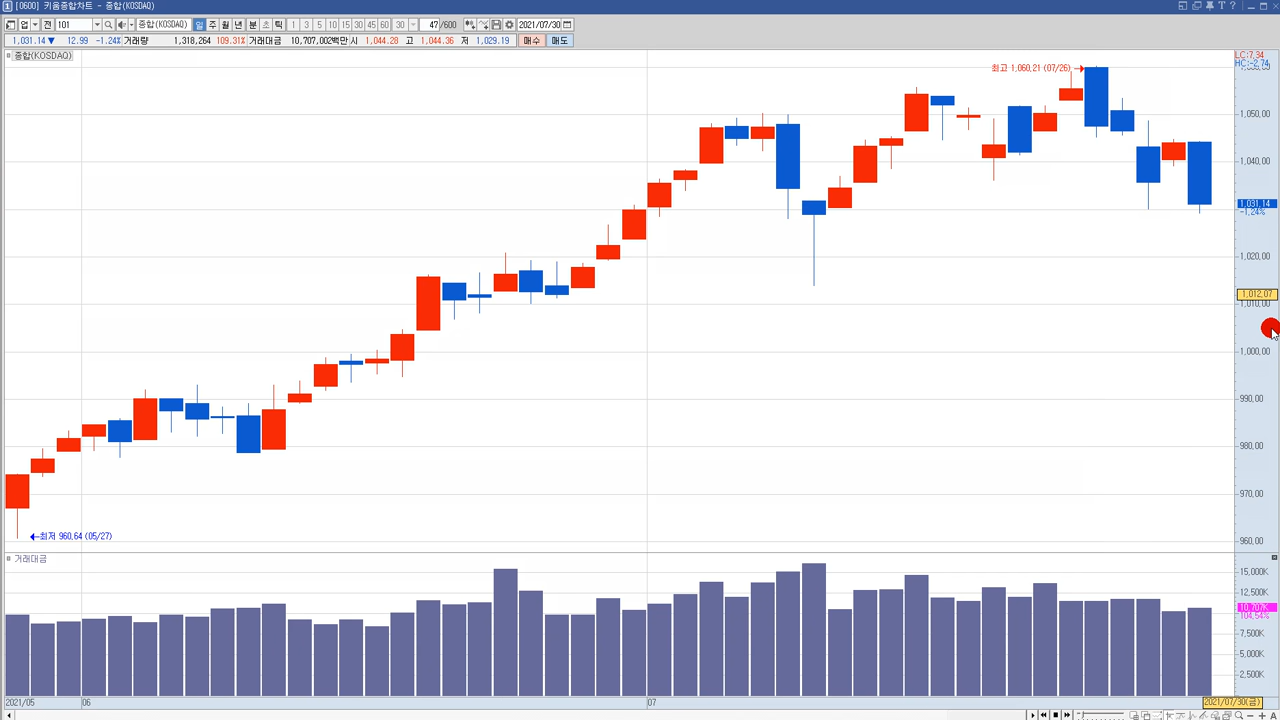 1 [0600] 키움종합차트 - 종합(KOSDAQ)
업 101 종합(KOSDAQ) 일 주 월 년 분 초 틱 1 3 5 10 15 30 45 60 30 47 /600 2021/07/30
1,031.14 ▼ 12.99 -1.24% 거래량 1,318,264 109.31% 거래대금 10,707,002백만 시 1,044.28 고 1,044.36 저 1,029.19 매수 매도
종합(KOSDAQ)
LC:7.34
HC:-2.74
최고 1,060.21 (07/26)
1,050.00
1,040.00
1,031.14
-1.24%
1,020.00
1,012.07
1,010.00
1,000.00
990.00
980.00
970.00
960.00
최저 960.64 (05/27)
거래대금
15,000K
12,500K
10,707K
104.54%
7,500K
5,000K
2,500K
2021/05 06 07 2021/07/30(금)